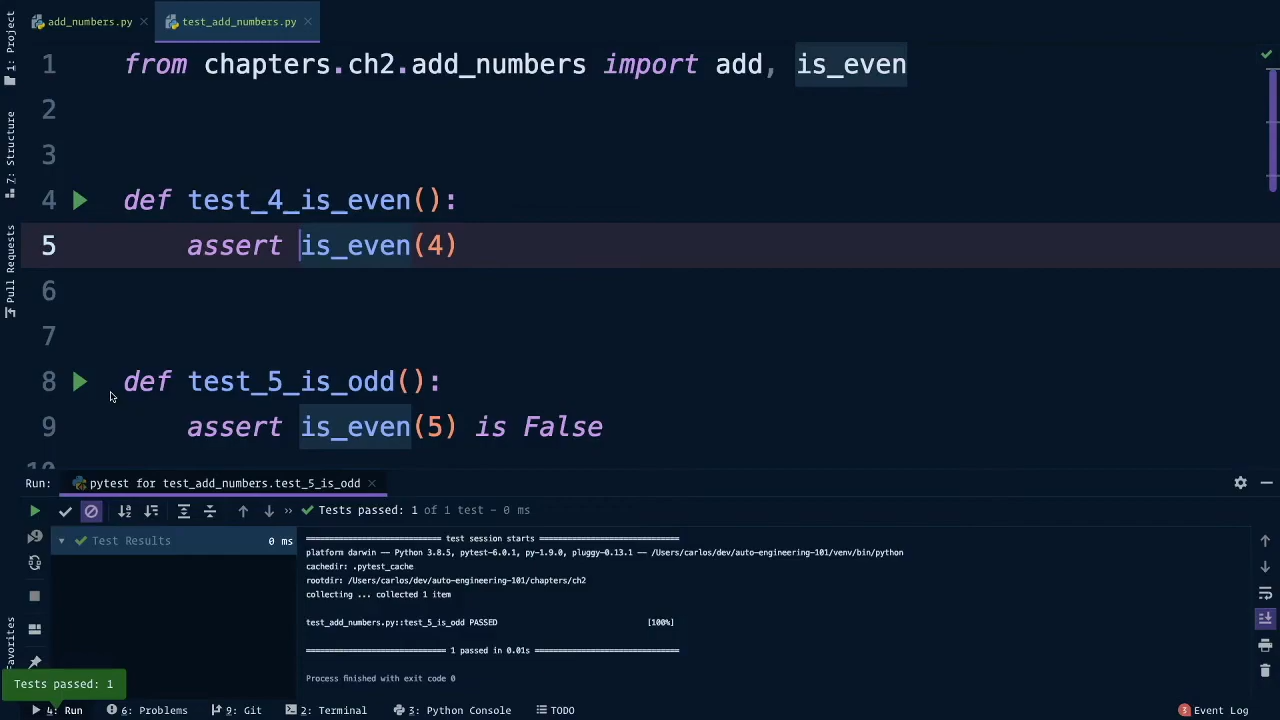 add_numbers.py
test_add_numbers.py
1: Project
7: Structure
Pull Requests
Favorites
1 from chapters.ch2.add_numbers import add, is_even
2
3
4 def test_4_is_even():
5 assert is_even(4)
6
7
8 def test_5_is_odd():
9 assert is_even(5) is False
10
Run: pytest for test_add_numbers.test_5_is_odd
Tests passed: 1 of 1 test – 0 ms
Test Results 0 ms
============================= test session starts ==============================
platform darwin -- Python 3.8.5, pytest-6.0.1, py-1.9.0, pluggy-0.13.1 -- /Users/carlos/dev/auto-engineering-101/venv/bin/python
cachedir: .pytest_cache
rootdir: /Users/carlos/dev/auto-engineering-101/chapters/ch2
collecting ... collected 1 item
test_add_numbers.py::test_5_is_odd PASSED [100%]
============================== 1 passed in 0.01s ===============================
Process finished with exit code 0
Tests passed: 1
4: Run
6: Problems
9: Git
2: Terminal
3: Python Console
TODO
3 Event Log